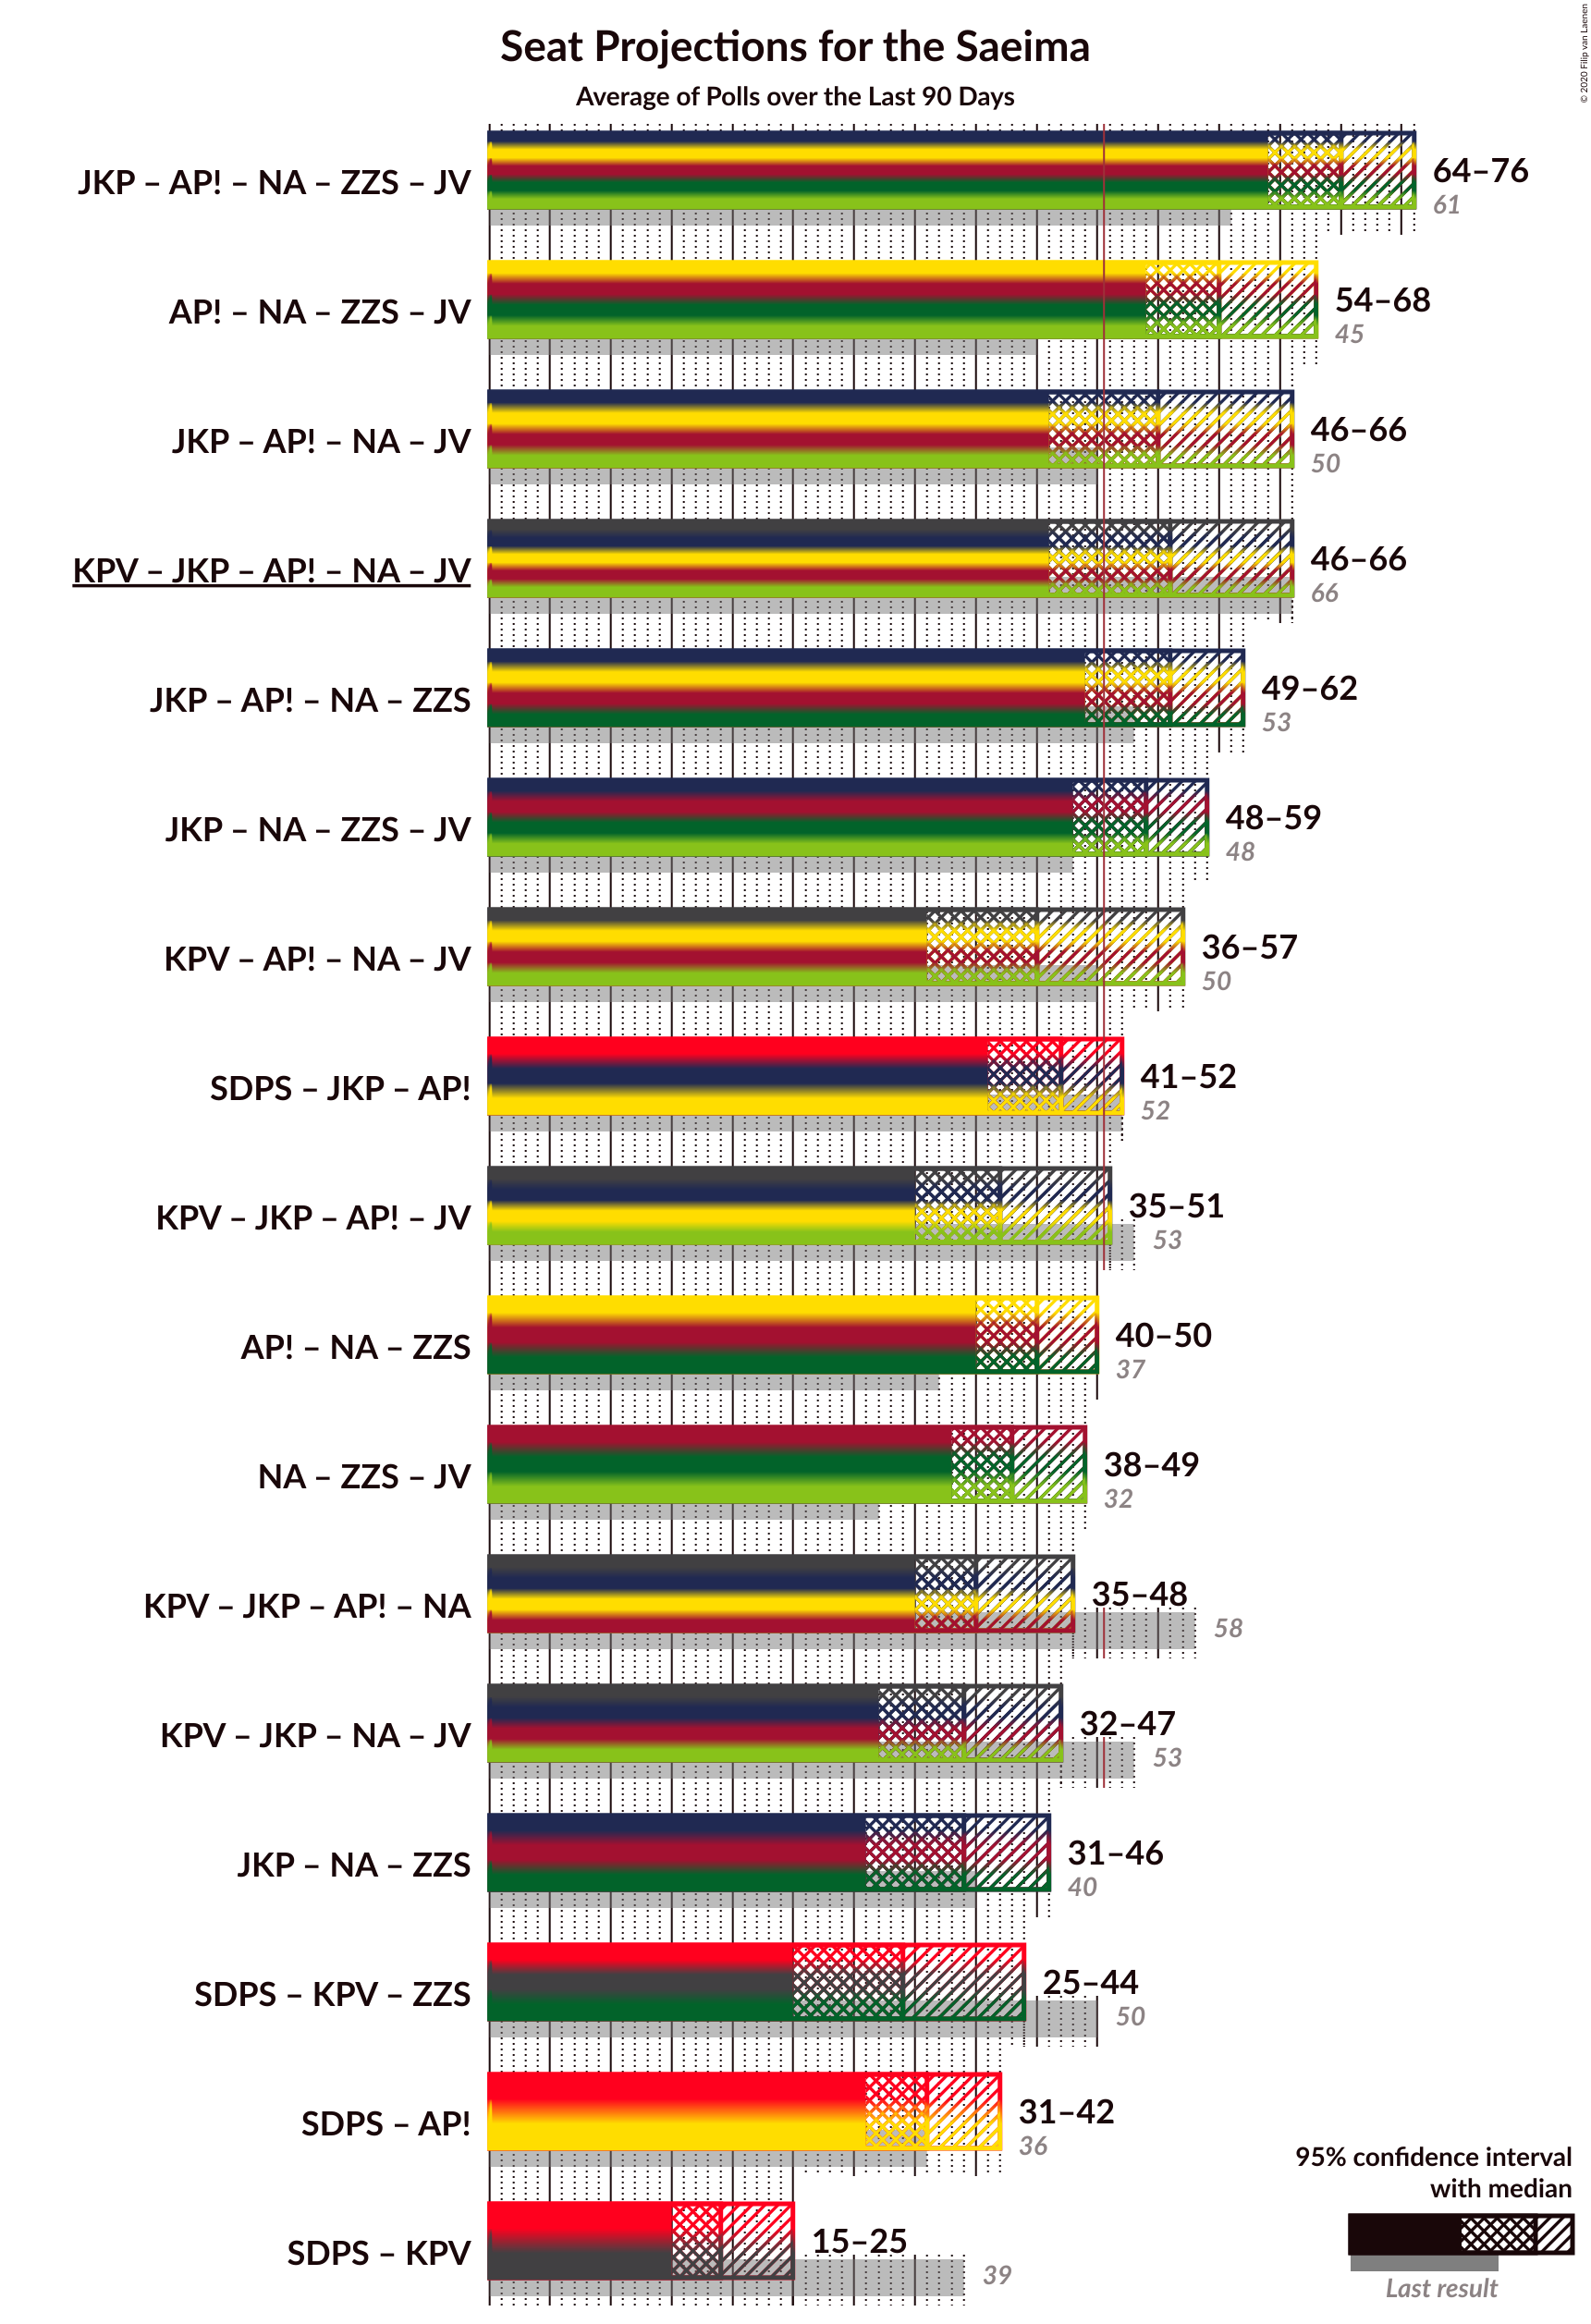 Seat Projections for the Saeima
Average of Polls over the Last 90 Days
© 2020 Filip van Laenen
JKP – AP! – NA – ZZS – JV
64–76
61
AP! – NA – ZZS – JV
54–68
45
JKP – AP! – NA – JV
46–66
50
KPV – JKP – AP! – NA – JV
46–66
66
JKP – AP! – NA – ZZS
49–62
53
JKP – NA – ZZS – JV
48–59
48
KPV – AP! – NA – JV
36–57
50
SDPS – JKP – AP!
41–52
52
KPV – JKP – AP! – JV
35–51
53
AP! – NA – ZZS
40–50
37
NA – ZZS – JV
38–49
32
KPV – JKP – AP! – NA
35–48
58
KPV – JKP – NA – JV
32–47
53
JKP – NA – ZZS
31–46
40
SDPS – KPV – ZZS
25–44
50
SDPS – AP!
31–42
36
SDPS – KPV
15–25
39
95% confidence interval
with median
Last result